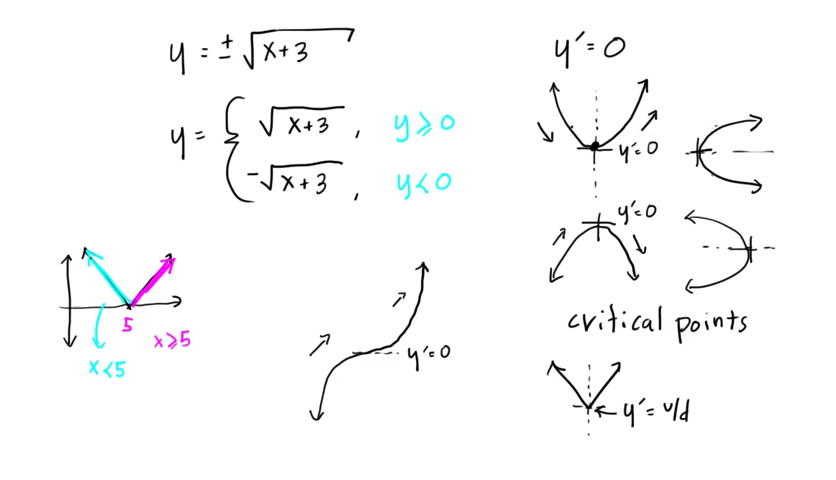 y = ± √x+3
y = { √x+3 , y ≥ 0
-√x+3 , y < 0
5
x ≥ 5
x < 5
y' = 0
y' = 0
y' = 0
y' = 0
critical points
y' = u/d